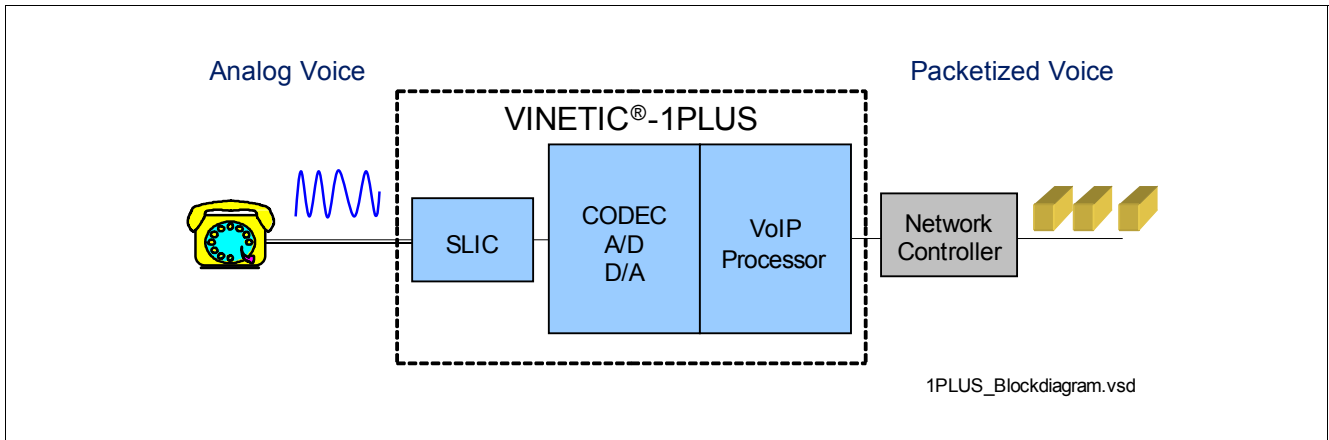 Analog Voice
Packetized Voice
VINETIC®-1PLUS
SLIC
CODEC
A/D
D/A
VoIP
Processor
Network
Controller
1PLUS_Blockdiagram.vsd